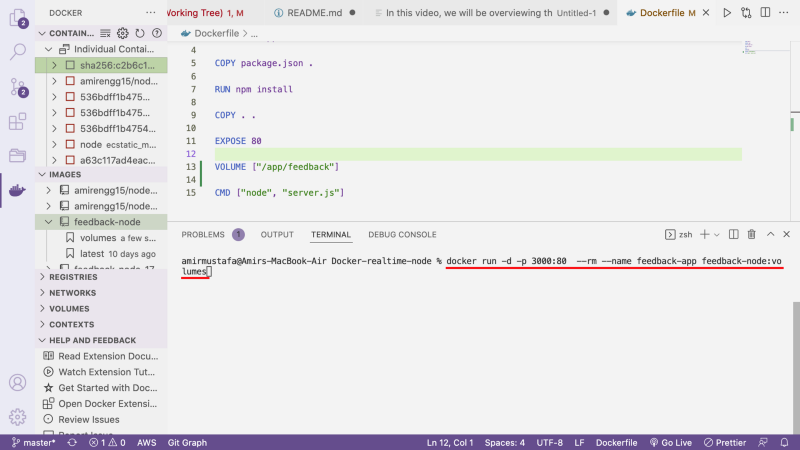 DOCKER ...
Working Tree) 1, M
README.md
In this video, we will be overviewing th Untitled-1
Dockerfile M
CONTAIN...
Dockerfile > ...
Individual Contai...
sha256:c2b6c1...
amirengg15/node...
536bdff1b475...
536bdff1b475...
536bdff1b4754...
node ecstatic_m...
a63c117ad4eac...
4
5 COPY package.json .
6
7 RUN npm install
8
9 COPY . .
10
11 EXPOSE 80
12
13 VOLUME ["/app/feedback"]
14
15 CMD ["node", "server.js"]
IMAGES
amirengg15/node...
amirengg15/node...
feedback-node
volumes a few s...
latest 10 days ago
feedback-node-17
REGISTRIES
NETWORKS
VOLUMES
CONTEXTS
HELP AND FEEDBACK
Read Extension Docu...
Watch Extension Tut...
Get Started with Doc...
Open Docker Extensi...
Review Issues
Report Issue
PROBLEMS 1 OUTPUT TERMINAL DEBUG CONSOLE zsh
amirmustafa@Amirs-MacBook-Air Docker-realtime-node % docker run -d -p 3000:80 --rm --name feedback-app feedback-node:vo
lumes
2
2
master* 1 0 AWS Git Graph Ln 12, Col 1 Spaces: 4 UTF-8 LF Dockerfile Go Live Prettier